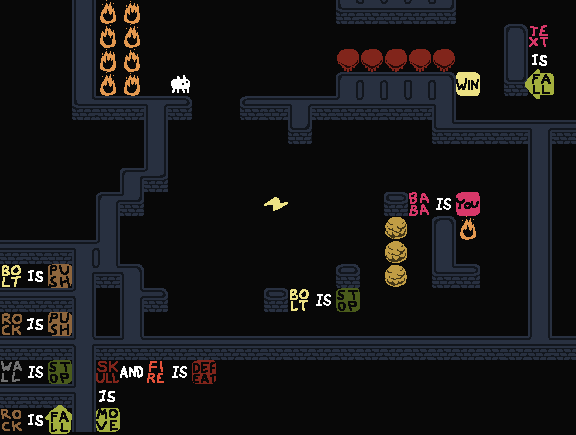 TEXT
IS
WIN FALL
BABA IS YOU
BOLT IS PUSH
BOLT IS STOP
ROCK IS PUSH
WALL IS STOP SKULL AND FIRE IS DEFEAT
IS
ROCK IS FALL MOVE